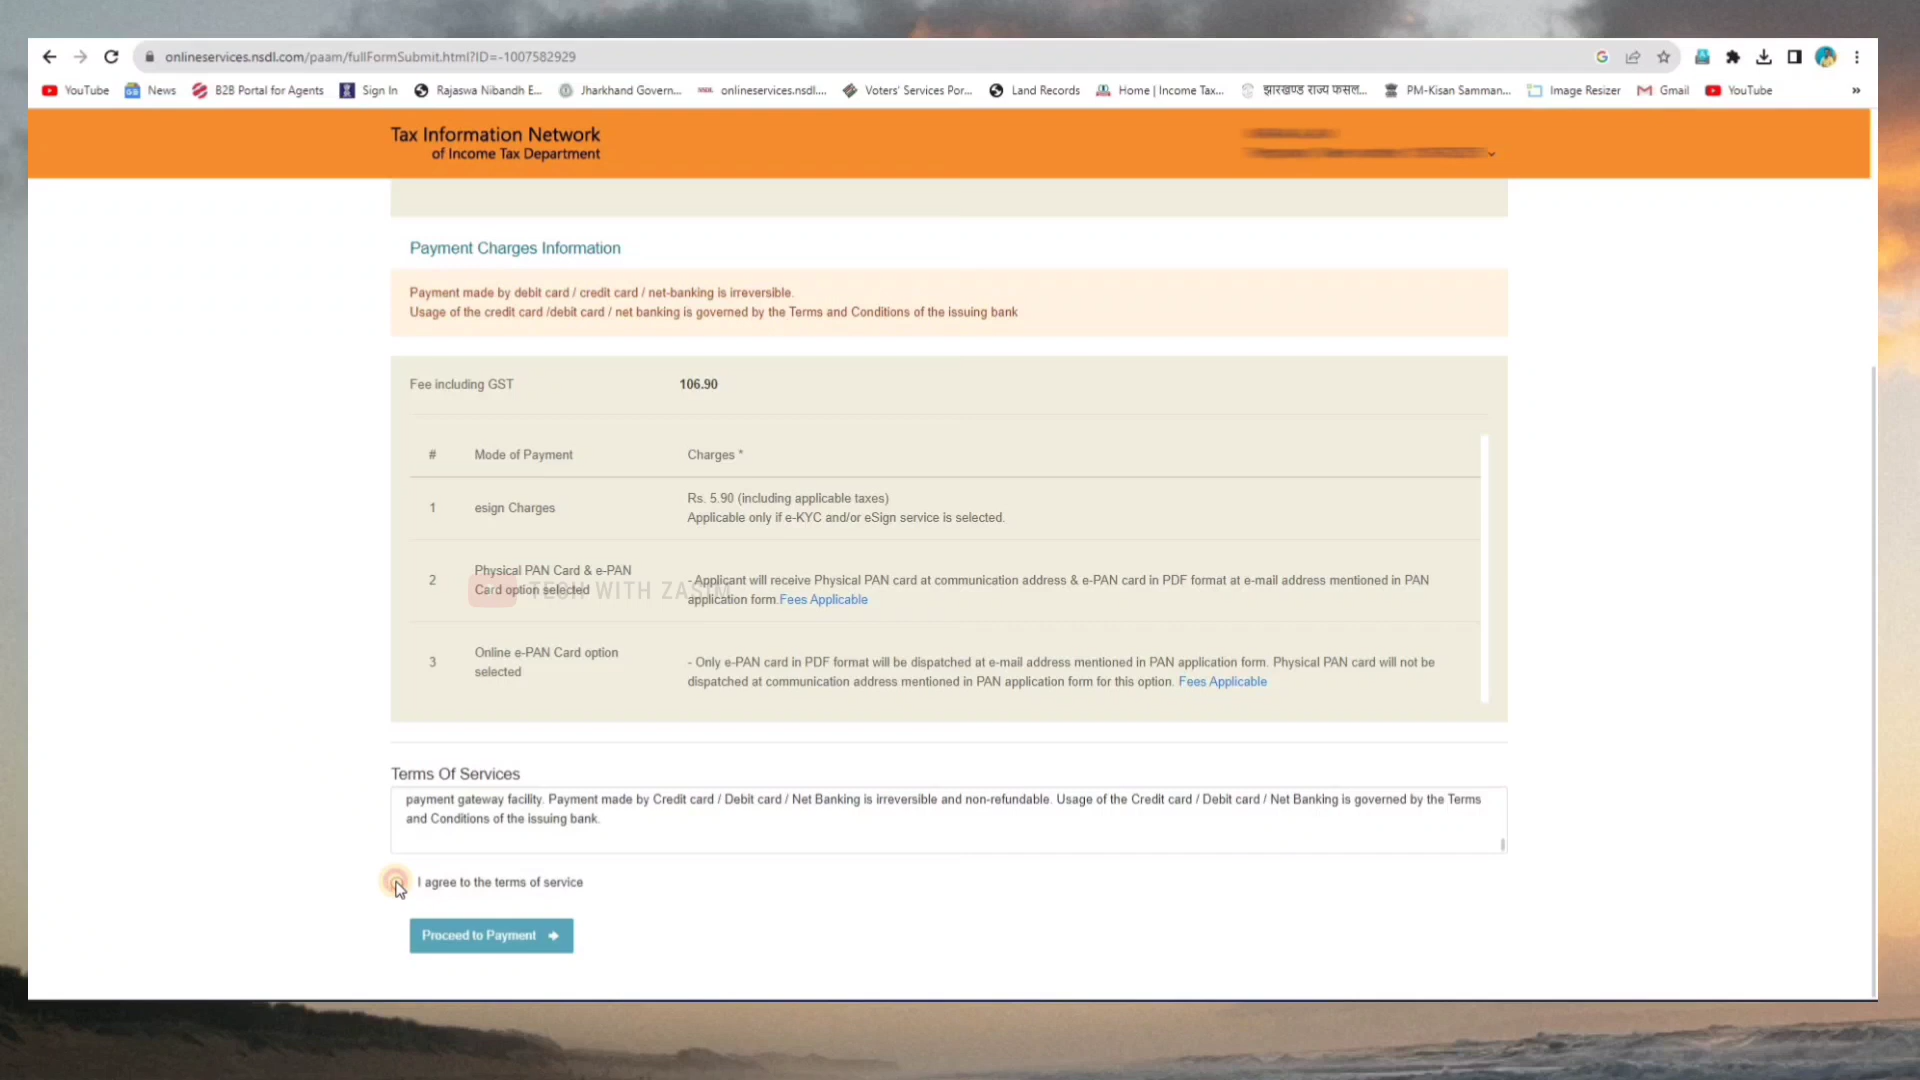 onlineservices.nsdl.com/paam/fullFormSubmit.html?ID=-1007582929
YouTube News B2B Portal for Agents Sign In Rajaswa Nibandh E... Jharkhand Govern... onlineservices.nsdl.... Voters' Services Por... Land Records Home | Income Tax... झारखण्ड राज्य फसल... PM-Kisan Samman... Image Resizer Gmail YouTube »
Tax Information Network
of Income Tax Department
Payment Charges Information
Payment made by debit card / credit card / net-banking is irreversible.
Usage of the credit card /debit card / net banking is governed by the Terms and Conditions of the issuing bank
Fee including GST 106.90
# Mode of Payment Charges *
1 esign Charges Rs. 5.90 (including applicable taxes)
Applicable only if e-KYC and/or eSign service is selected.
2 Physical PAN Card & e-PAN
Card option selected
- Applicant will receive Physical PAN card at communication address & e-PAN card in PDF format at e-mail address mentioned in PAN
application form.Fees Applicable
TECH WITH ZASIM
3 Online e-PAN Card option
selected
- Only e-PAN card in PDF format will be dispatched at e-mail address mentioned in PAN application form. Physical PAN card will not be
dispatched at communication address mentioned in PAN application form for this option. Fees Applicable
Terms Of Services
payment gateway facility. Payment made by Credit card / Debit card / Net Banking is irreversible and non-refundable. Usage of the Credit card / Debit card / Net Banking is governed by the Terms
and Conditions of the issuing bank.
I agree to the terms of service
Proceed to Payment